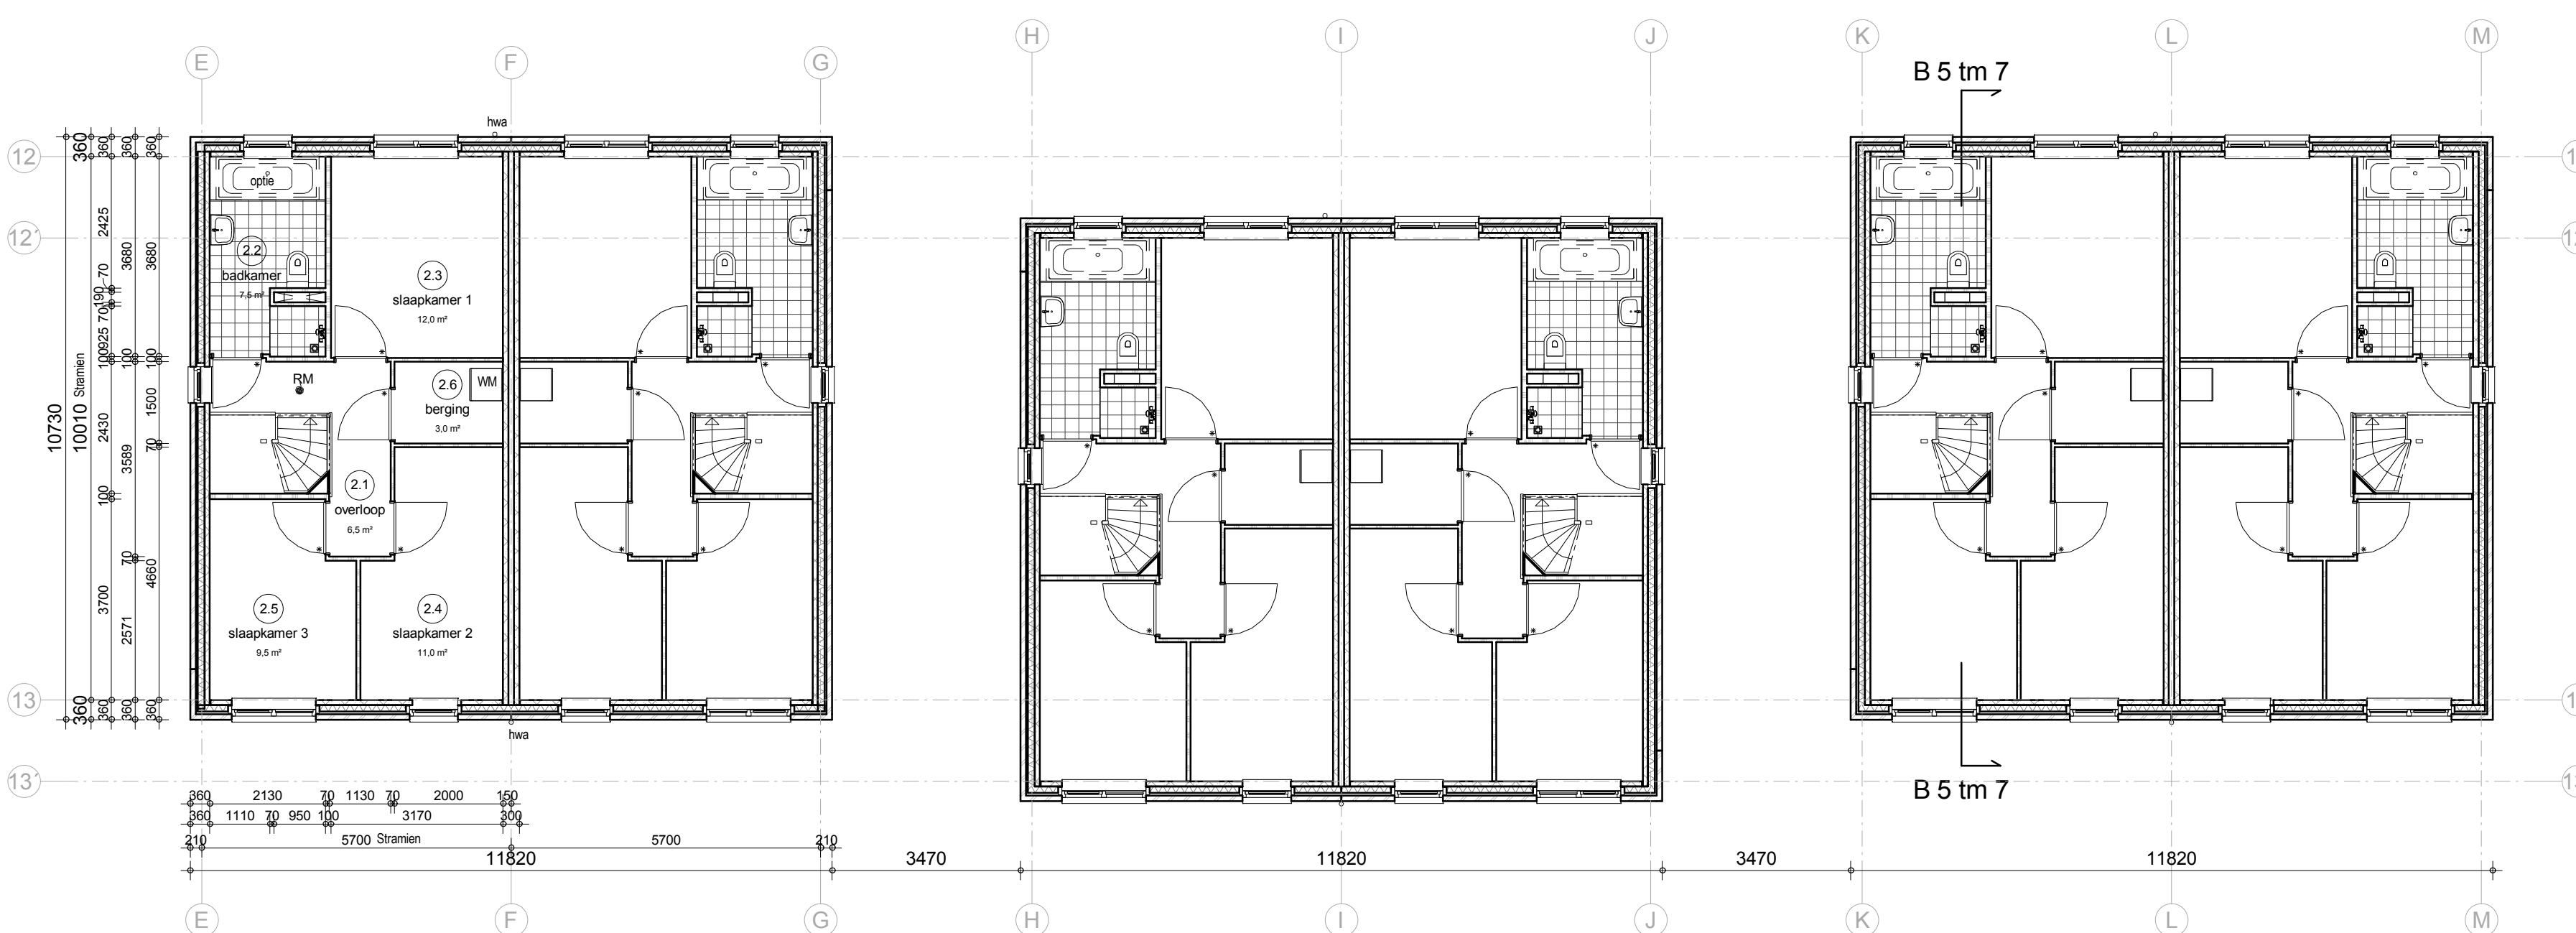 E F G H I J K L M
B 5 tm 7
hwa
12
12'
13
13'
optie
2.2
badkamer
7,5 m²
2.3
slaapkamer 1
12,0 m²
RM
2.6
berging
3,0 m²
WM
2.1
overloop
6,5 m²
2.5
slaapkamer 3
9,5 m²
2.4
slaapkamer 2
11,0 m²
hwa
B 5 tm 7
10730
360 10010 Stramien 360
360 2425 70 190 70 925 100 2430 100 3700 360
360 3680 100 3589 70 2571 360
360 3680 100 1500 70 4660 360
360 2130 70 1130 70 2000 150
360 1110 70 950 100 3170 300
210 5700 Stramien 5700 210
11820 3470 11820 3470 11820
E F G H I J K L M